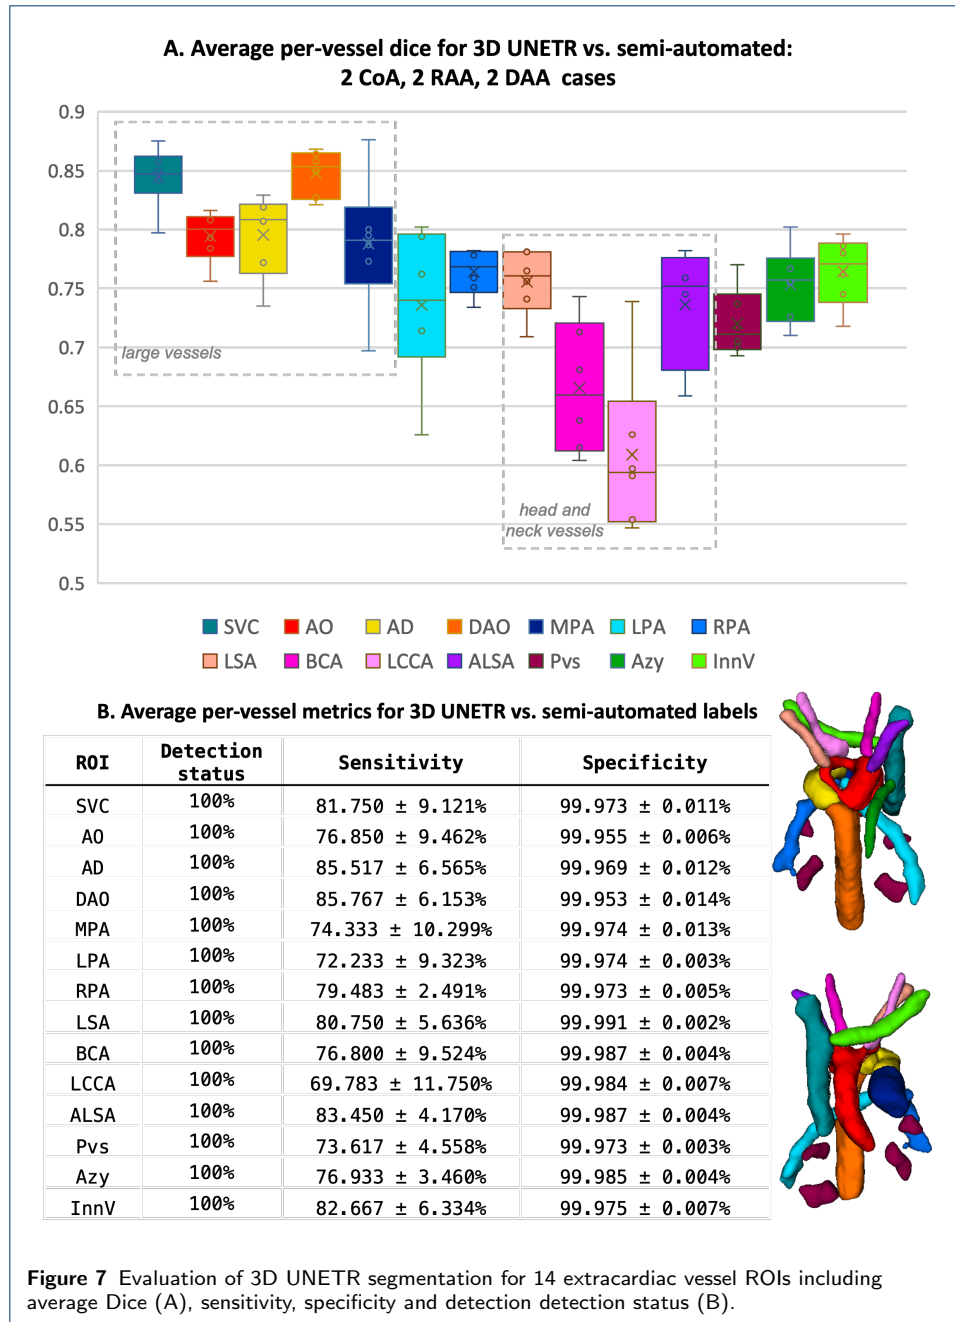 A. Average per-vessel dice for 3D UNETR vs. semi-automated:
2 CoA, 2 RAA, 2 DAA cases
0.9
0.85
0.8
0.75
0.7
0.65
0.6
0.55
0.5
large vessels
head and
neck vessels
SVC AO AD DAO MPA LPA RPA
LSA BCA LCCA ALSA Pvs Azy InnV
B. Average per-vessel metrics for 3D UNETR vs. semi-automated labels
ROI Detection status Sensitivity Specificity
SVC 100% 81.750 ± 9.121% 99.973 ± 0.011%
AO 100% 76.850 ± 9.462% 99.955 ± 0.006%
AD 100% 85.517 ± 6.565% 99.969 ± 0.012%
DAO 100% 85.767 ± 6.153% 99.953 ± 0.014%
MPA 100% 74.333 ± 10.299% 99.974 ± 0.013%
LPA 100% 72.233 ± 9.323% 99.974 ± 0.003%
RPA 100% 79.483 ± 2.491% 99.973 ± 0.005%
LSA 100% 80.750 ± 5.636% 99.991 ± 0.002%
BCA 100% 76.800 ± 9.524% 99.987 ± 0.004%
LCCA 100% 69.783 ± 11.750% 99.984 ± 0.007%
ALSA 100% 83.450 ± 4.170% 99.987 ± 0.004%
Pvs 100% 73.617 ± 4.558% 99.973 ± 0.003%
Azy 100% 76.933 ± 3.460% 99.985 ± 0.004%
InnV 100% 82.667 ± 6.334% 99.975 ± 0.007%
Figure 7 Evaluation of 3D UNETR segmentation for 14 extracardiac vessel ROIs including
average Dice (A), sensitivity, specificity and detection detection status (B).